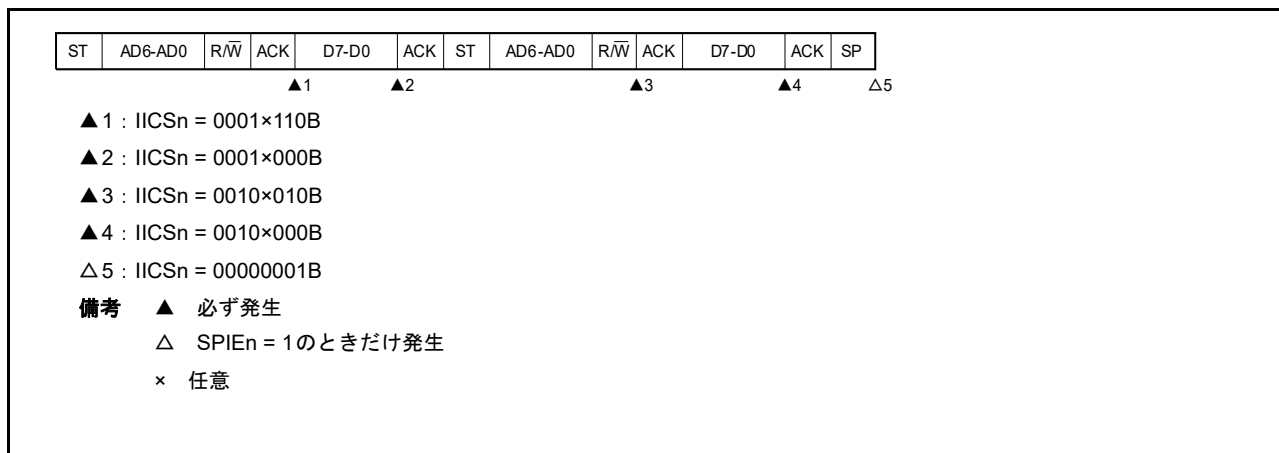 ST AD6-AD0 R/W̅ ACK D7-D0 ACK ST AD6-AD0 R/W̅ ACK D7-D0 ACK SP
▲1 ▲2 ▲3 ▲4 △5
▲1：IICSn = 0001×110B
▲2：IICSn = 0001×000B
▲3：IICSn = 0010×010B
▲4：IICSn = 0010×000B
△5：IICSn = 00000001B
備考 ▲ 必ず発生
△ SPIEn = 1のときだけ発生
× 任意